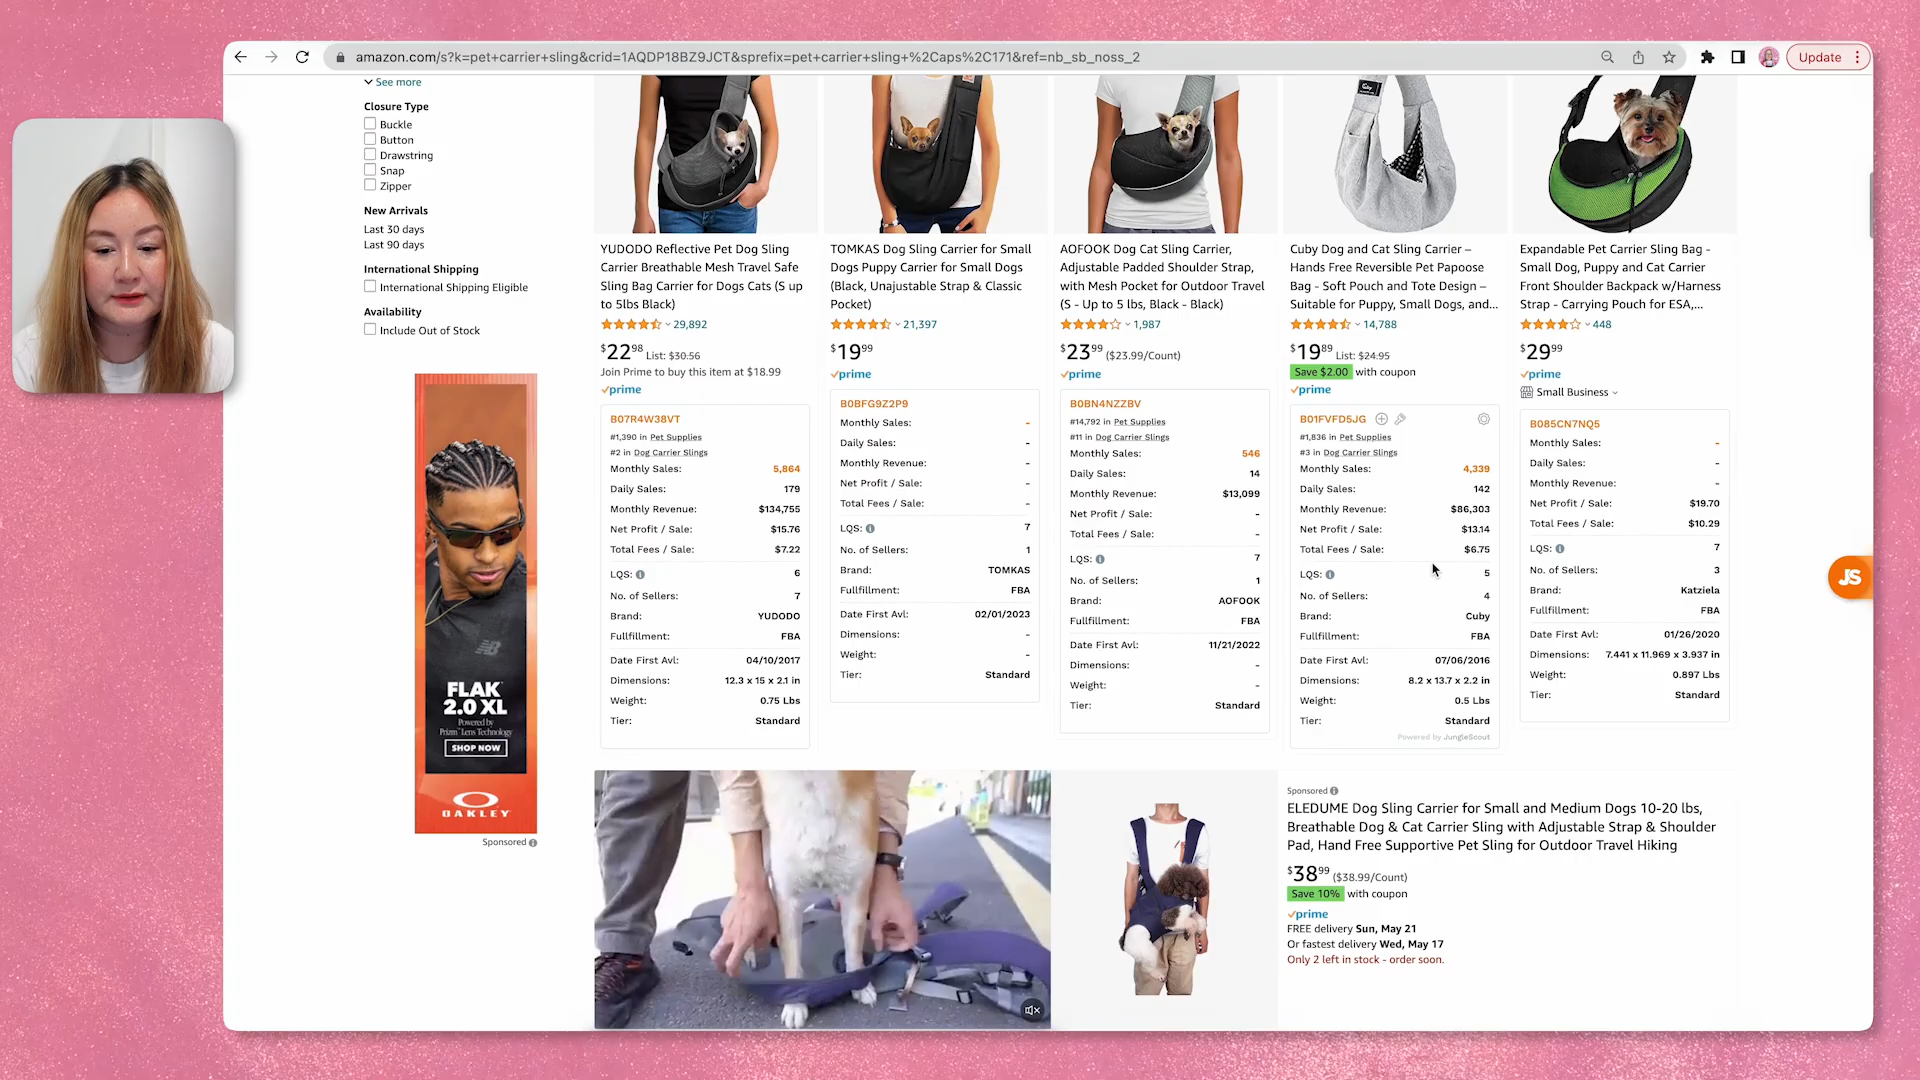 amazon.com/s?k=pet+carrier+sling&crid=1AQDP18BZ9JCT&sprefix=pet+carrier+sling+%2Caps%2C171&ref=nb_sb_noss_2
Update
See more
Closure Type
Buckle
Button
Drawstring
Snap
Zipper
New Arrivals
Last 30 days
Last 90 days
International Shipping
International Shipping Eligible
Availability
Include Out of Stock
FLAK
2.0 XL
Powered by
Prizm™ Lens Technology
SHOP NOW
OAKLEY
Sponsored
YUDODO Reflective Pet Dog Sling
Carrier Breathable Mesh Travel Safe
Sling Bag Carrier for Dogs Cats (S up
to 5lbs Black)
29,892
$22.98 List: $30.56
Join Prime to buy this item at $18.99
prime
B07R4W38VT
#1,390 in Pet Supplies
#2 in Dog Carrier Slings
Monthly Sales: 5,864
Daily Sales: 179
Monthly Revenue: $134,755
Net Profit / Sale: $15.76
Total Fees / Sale: $7.22
LQS: 6
No. of Sellers: 7
Brand: YUDODO
Fullfillment: FBA
Date First Avl: 04/10/2017
Dimensions: 12.3 x 15 x 2.1 in
Weight: 0.75 Lbs
Tier: Standard
TOMKAS Dog Sling Carrier for Small
Dogs Puppy Carrier for Small Dogs
(Black, Unajustable Strap & Classic
Pocket)
21,397
$19.99
prime
B0BFG9Z2P9
Monthly Sales: -
Daily Sales: -
Monthly Revenue: -
Net Profit / Sale: -
Total Fees / Sale: -
LQS: 7
No. of Sellers: 1
Brand: TOMKAS
Fullfillment: FBA
Date First Avl: 02/01/2023
Dimensions: -
Weight: -
Tier: Standard
AOFOOK Dog Cat Sling Carrier,
Adjustable Padded Shoulder Strap,
with Mesh Pocket for Outdoor Travel
(S - Up to 5 lbs, Black - Black)
1,987
$23.99 ($23.99/Count)
prime
B0BN4NZZBV
#14,792 in Pet Supplies
#11 in Dog Carrier Slings
Monthly Sales: 546
Daily Sales: 14
Monthly Revenue: $13,099
Net Profit / Sale: -
Total Fees / Sale: -
LQS: 7
No. of Sellers: 1
Brand: AOFOOK
Fullfillment: FBA
Date First Avl: 11/21/2022
Dimensions: -
Weight: -
Tier: Standard
Cuby
Cuby Dog and Cat Sling Carrier –
Hands Free Reversible Pet Papoose
Bag - Soft Pouch and Tote Design –
Suitable for Puppy, Small Dogs, and...
14,788
$19.89 List: $24.95
Save $2.00 with coupon
prime
B01FVFD5JG
#1,836 in Pet Supplies
#3 in Dog Carrier Slings
Monthly Sales: 4,339
Daily Sales: 142
Monthly Revenue: $86,303
Net Profit / Sale: $13.14
Total Fees / Sale: $6.75
LQS: 5
No. of Sellers: 4
Brand: Cuby
Fullfillment: FBA
Date First Avl: 07/06/2016
Dimensions: 8.2 x 13.7 x 2.2 in
Weight: 0.5 Lbs
Tier: Standard
Powered by JungleScout
Expandable Pet Carrier Sling Bag -
Small Dog, Puppy and Cat Carrier
Front Shoulder Backpack w/Harness
Strap - Carrying Pouch for ESA,...
448
$29.99
prime
Small Business
B085CN7NQ5
Monthly Sales: -
Daily Sales: -
Monthly Revenue: -
Net Profit / Sale: $19.70
Total Fees / Sale: $10.29
LQS: 7
No. of Sellers: 3
Brand: Katziela
Fullfillment: FBA
Date First Avl: 01/26/2020
Dimensions: 7.441 x 11.969 x 3.937 in
Weight: 0.897 Lbs
Tier: Standard
JS
Sponsored
ELEDUME Dog Sling Carrier for Small and Medium Dogs 10-20 lbs,
Breathable Dog & Cat Carrier Sling with Adjustable Strap & Shoulder
Pad, Hand Free Supportive Pet Sling for Outdoor Travel Hiking
$38.99 ($38.99/Count)
Save 10% with coupon
prime
FREE delivery Sun, May 21
Or fastest delivery Wed, May 17
Only 2 left in stock - order soon.